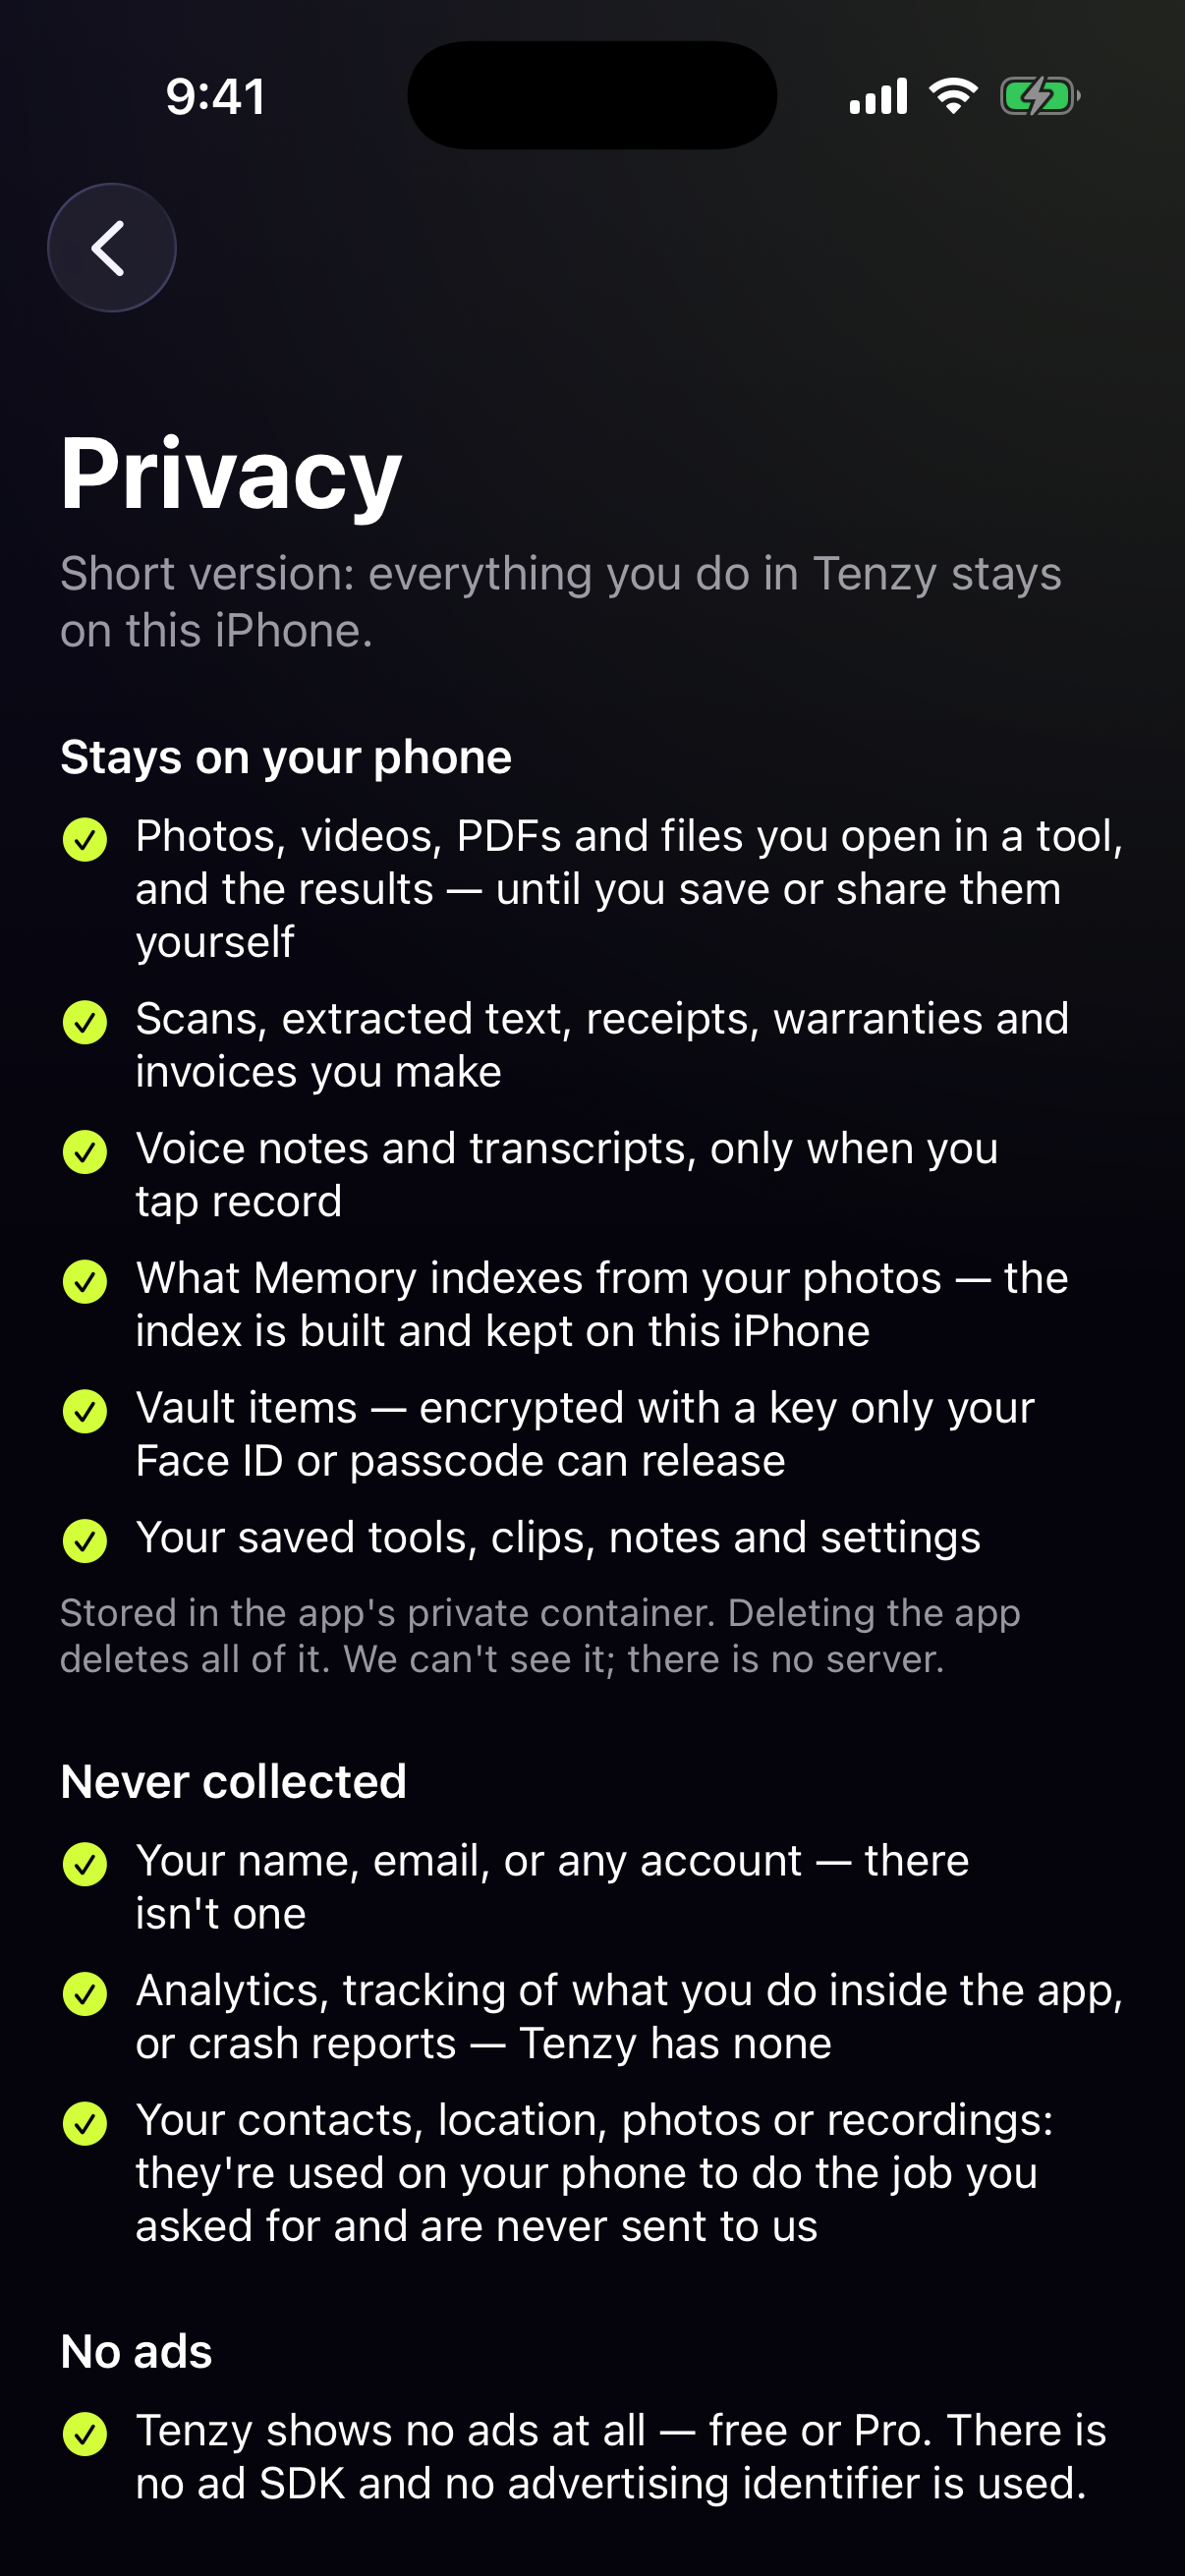 9:41
Privacy
Short version: everything you do in Tenzy stays
on this iPhone.
Stays on your phone
Photos, videos, PDFs and files you open in a tool,
and the results — until you save or share them
yourself
Scans, extracted text, receipts, warranties and
invoices you make
Voice notes and transcripts, only when you
tap record
What Memory indexes from your photos — the
index is built and kept on this iPhone
Vault items — encrypted with a key only your
Face ID or passcode can release
Your saved tools, clips, notes and settings
Stored in the app's private container. Deleting the app
deletes all of it. We can't see it; there is no server.
Never collected
Your name, email, or any account — there
isn't one
Analytics, tracking of what you do inside the app,
or crash reports — Tenzy has none
Your contacts, location, photos or recordings:
they're used on your phone to do the job you
asked for and are never sent to us
No ads
Tenzy shows no ads at all — free or Pro. There is
no ad SDK and no advertising identifier is used.